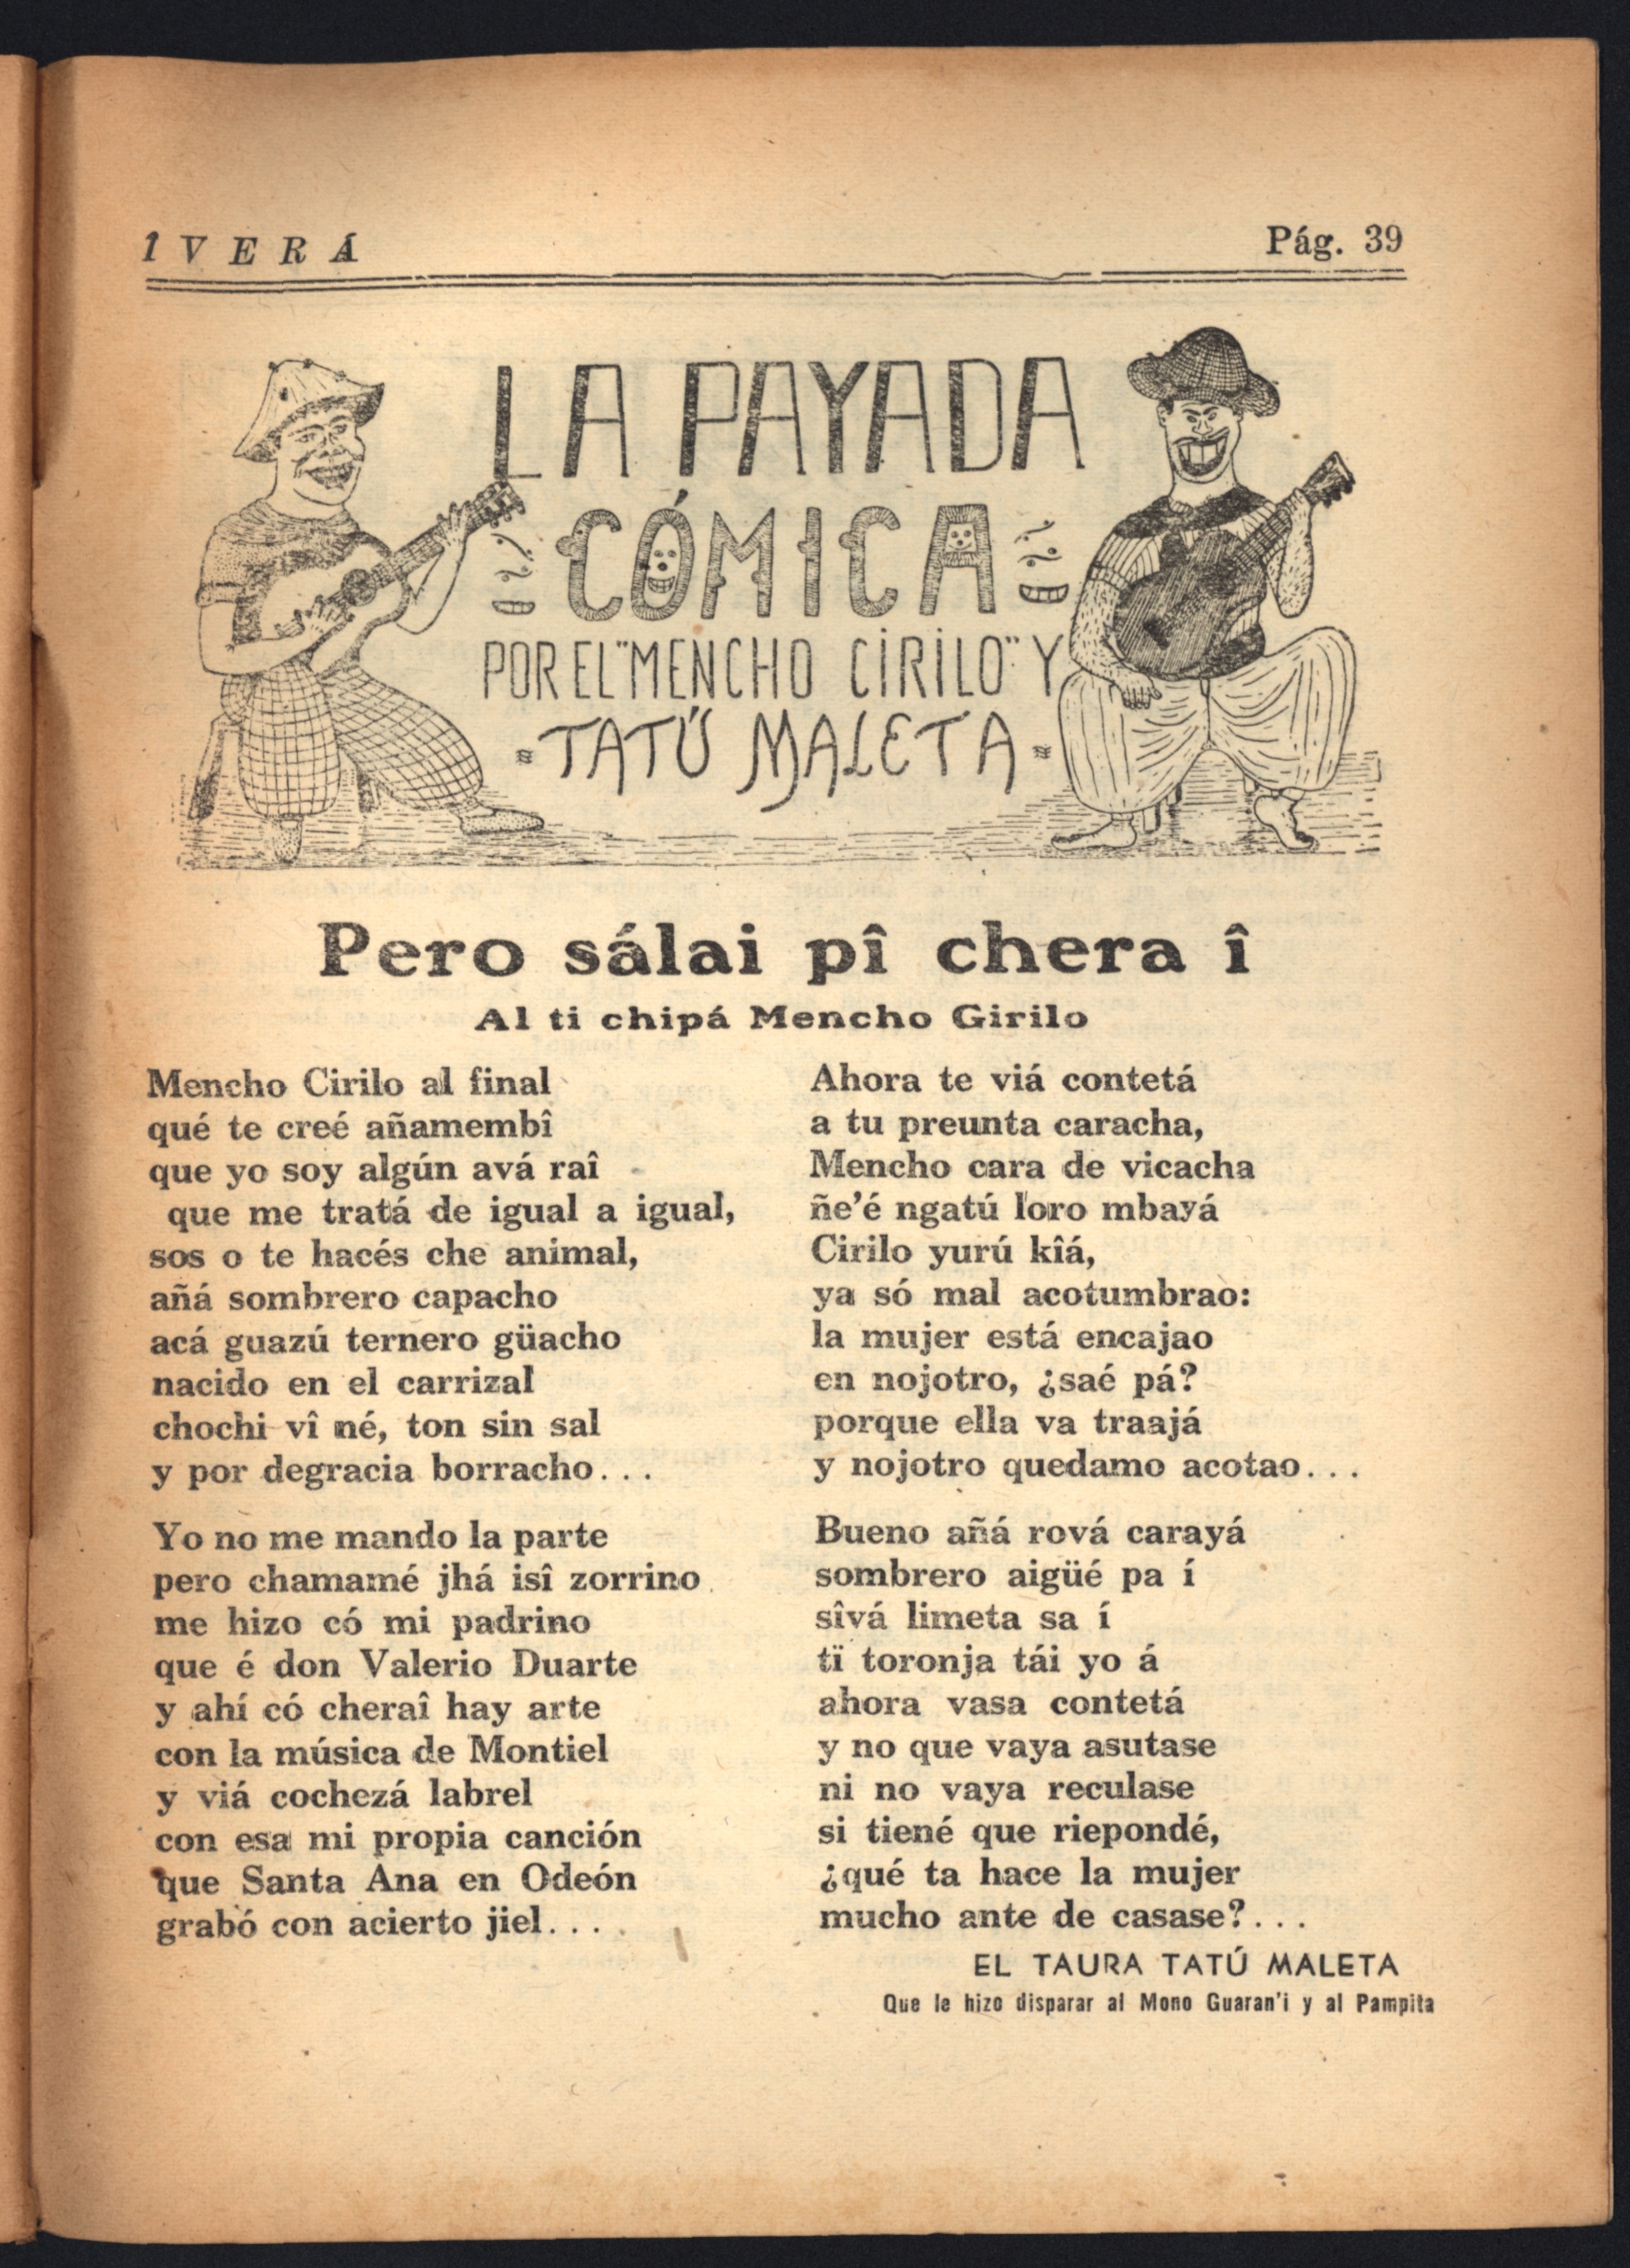 1 V E R Á
Pág. 39
LA PAYADA
CÓMICA
POR EL "MENCHO CIRILO" Y
TATÚ MALETA
Pero sálai pî chera î
Al ti chipá Mencho Girilo
Mencho Cirilo al final
qué te creé añamembî
que yo soy algún avá raî
que me tratá de igual a igual,
sos o te hacés che animal,
añá sombrero capacho
acá guazú ternero güacho
nacido en el carrizal
chochi vî né, ton sin sal
y por degracia borracho. . .
Yo no me mando la parte
pero chamamé jhá isî zorrino
me hizo có mi padrino
que é don Valerio Duarte
y ahí có cheraî hay arte
con la música de Montiel
y viá cochezá labrel
con esa mi propia canción
que Santa Ana en Odeón
grabó con acierto jiel. . .
Ahora te viá contetá
a tu preunta caracha,
Mencho cara de vicacha
ñe'é ngatú loro mbayá
Cirilo yurú kîá,
ya só mal acotumbrao:
la mujer está encajao
en nojotro, ¿saé pá?
porque ella va traajá
y nojotro quedamo acotao. . .
Bueno añá rová carayá
sombrero aigüé pa í
sîvá limeta sa í
tï toronja tái yo á
ahora vasa contetá
y no que vaya asutase
ni no vaya reculase
si tiené que riepondé,
¿qué ta hace la mujer
mucho ante de casase?. . .
EL TAURA TATÚ MALETA
Que le hizo disparar al Mono Guaran'i y al Pampita